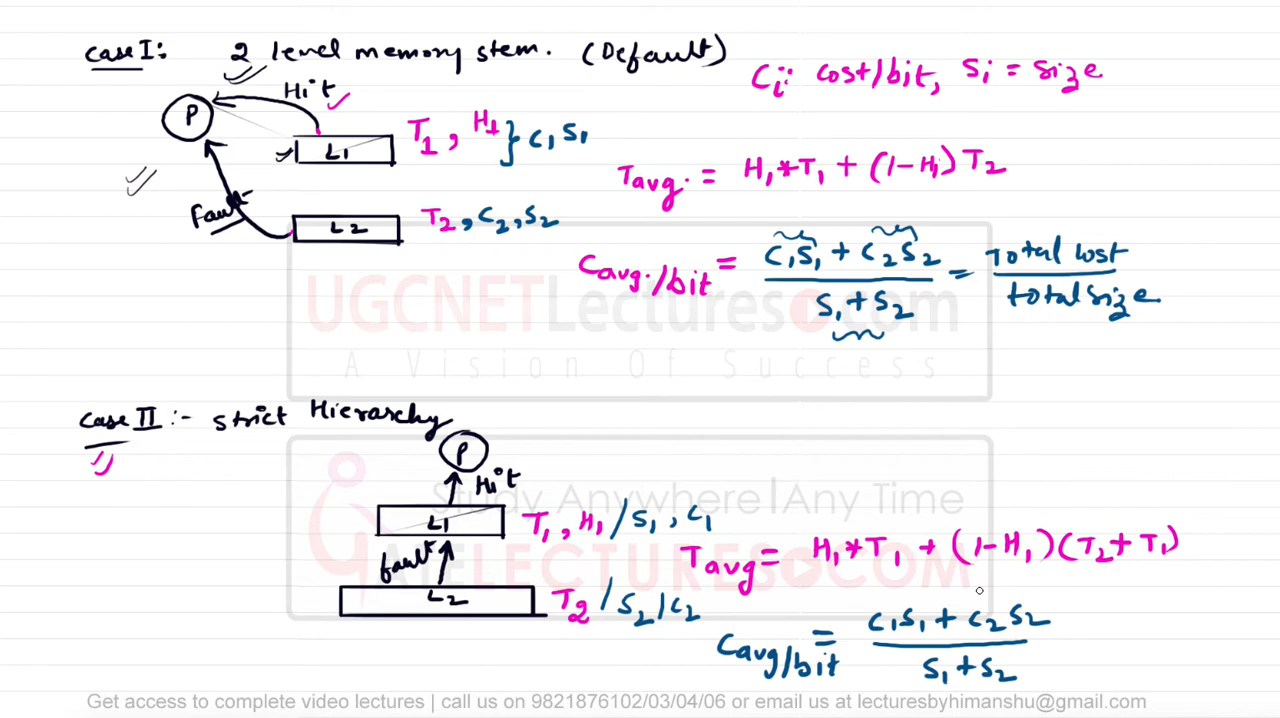 Case I: 2 level memory stem. (Default)
Ci: cost/bit, Si = size
Hit
P
L1
T1, H1 } C1 S1
Tavg. = H1*T1 + (1-H1) T2
Fault
L2
T2, C2, S2
Cavg./bit = C1S1 + C2S2 / S1 + S2 = Total cost / total size
UGCNETLectures.com
A Vision Of Success
Case II :- strict Hierarchy
P
Hit
Study Anywhere | Any Time
L1
T1, H1 / S1, C1
fault
Tavg = H1*T1 + (1-H1)(T2+T1)
L2
T2 / S2 / C2
Cavg/bit = C1S1 + C2S2 / S1 + S2
Get access to complete video lectures | call us on 9821876102/03/04/06 or email us at lecturesbyhimanshu@gmail.com